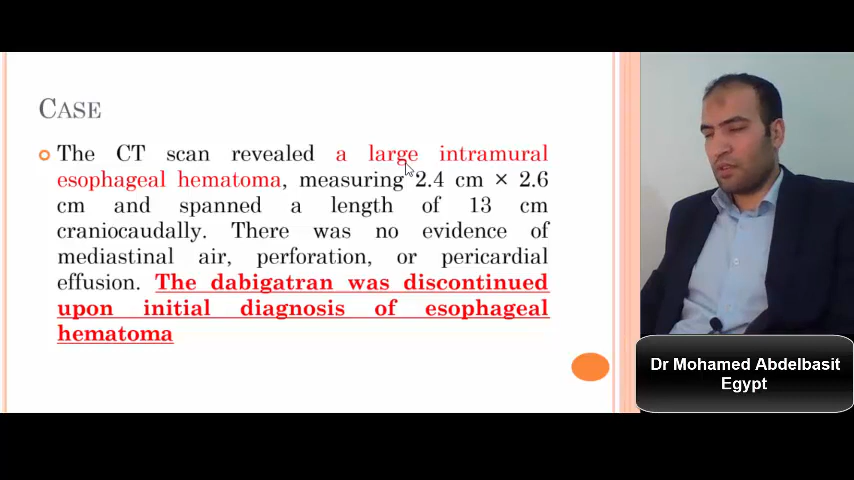 CASE
The CT scan revealed a large intramural
esophageal hematoma, measuring 2.4 cm × 2.6
cm and spanned a length of 13 cm
craniocaudally. There was no evidence of
mediastinal air, perforation, or pericardial
effusion. The dabigatran was discontinued
upon initial diagnosis of esophageal
hematoma
Dr Mohamed Abdelbasit
Egypt